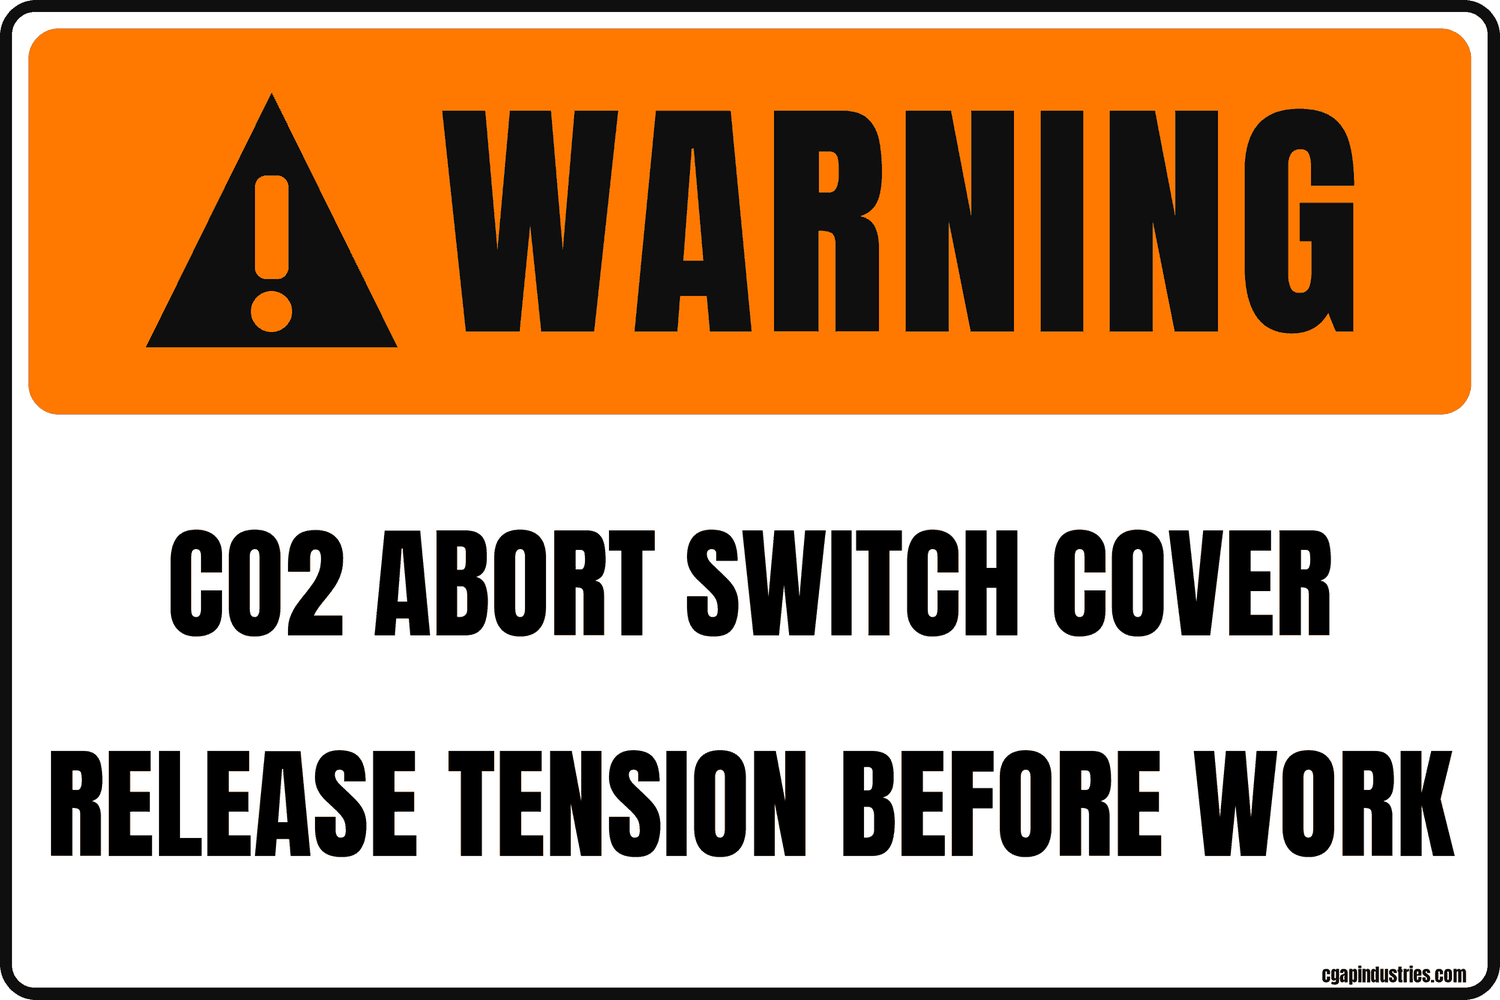 WARNING
CO2 ABORT SWITCH COVER
RELEASE TENSION BEFORE WORK
cgapindustries.com